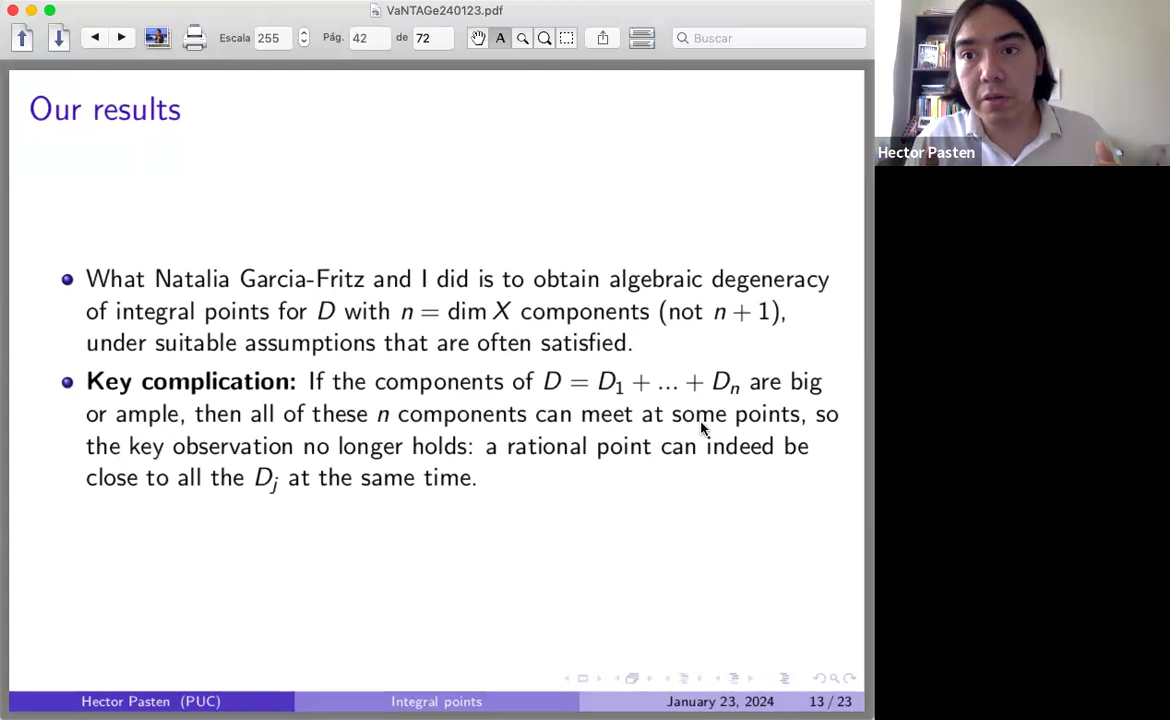 VaNTAGe240123.pdf
Escala 255 Pág. 42 de 72 A Buscar
Our results
What Natalia Garcia-Fritz and I did is to obtain algebraic degeneracy
of integral points for D with n = dim X components (not n + 1),
under suitable assumptions that are often satisfied.
Key complication: If the components of D = D₁ + ... + Dₙ are big
or ample, then all of these n components can meet at some points, so
the key observation no longer holds: a rational point can indeed be
close to all the Dⱼ at the same time.
Hector Pasten (PUC) Integral points January 23, 2024 13 / 23
Hector Pasten